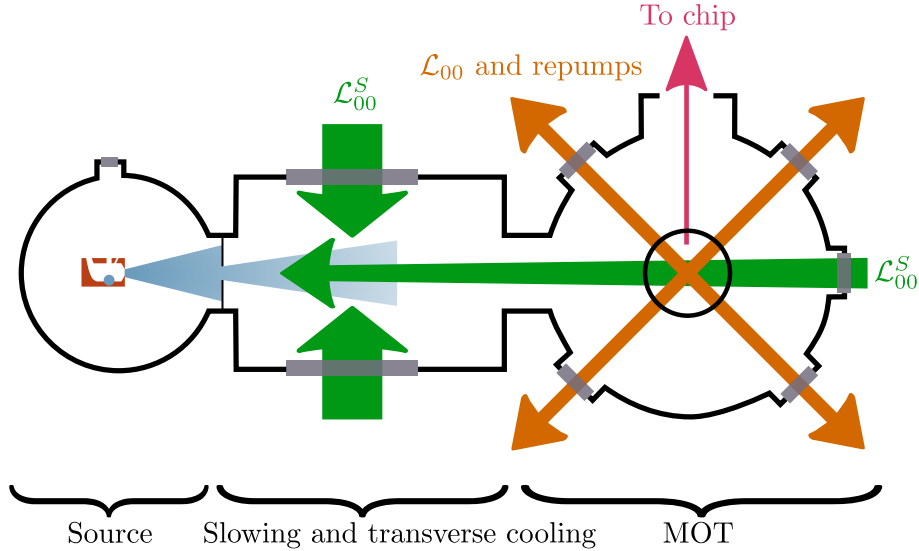 To chip
ℒ₀₀ and repumps
ℒ₀₀ˢ
ℒ₀₀ˢ
Source
Slowing and transverse cooling
MOT